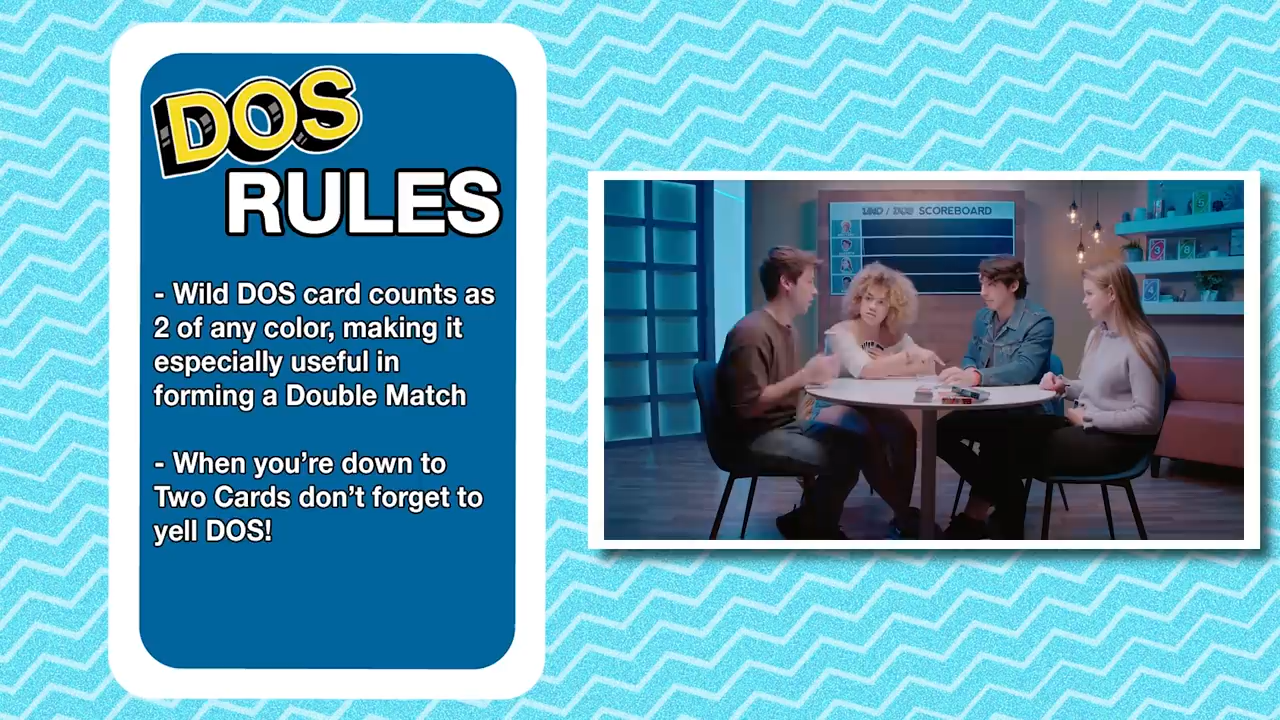 DOS
RULES
- Wild DOS card counts as
2 of any color, making it
especially useful in
forming a Double Match
- When you're down to
Two Cards don't forget to
yell DOS!
UNO / DOS SCOREBOARD